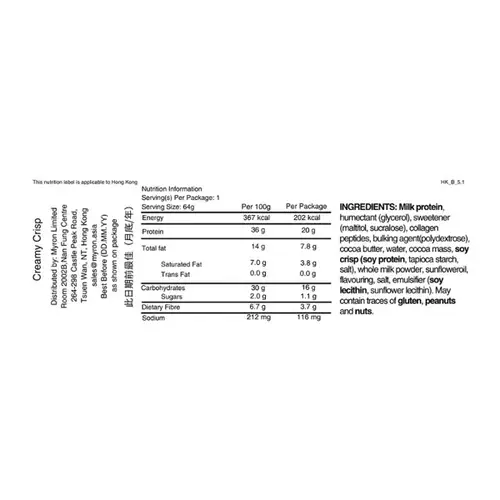 This nutrition label is applicable to Hong Kong
HK_B_5.1
Creamy Crisp
Distributed by: Myron Limited
Room 2002B, Nan Fung Centre
264-298 Castle Peak Road,
Tsuen Wan, NT, Hong Kong
sales@myron.asia
Best Before (DD.MM.YY)
as shown on package
此日期前最佳（月底/年）
Nutrition Information
Serving(s) Per Package: 1
Serving Size: 64g Per 100g Per Package
Energy 367 kcal 202 kcal
Protein 36 g 20 g
Total fat 14 g 7.8 g
Saturated Fat 7.0 g 3.8 g
Trans Fat 0.0 g 0.0 g
Carbohydrates 30 g 16 g
Sugars 2.0 g 1.1 g
Dietary Fibre 6.7 g 3.7 g
Sodium 212 mg 116 mg
INGREDIENTS: Milk protein,
humectant (glycerol), sweetener
(maltitol, sucralose), collagen
peptides, bulking agent(polydextrose),
cocoa butter, water, cocoa mass, soy
crisp (soy protein, tapioca starch,
salt), whole milk powder, sunfloweroil,
flavouring, salt, emulsifier (soy
lecithin, sunflower lecithin). May
contain traces of gluten, peanuts
and nuts.